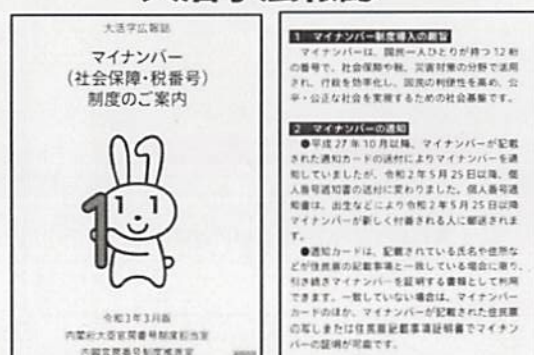 大活字広報誌
マイナンバー
（社会保障・税番号）
制度のご案内
令和3年3月版
内閣府大臣官房番号制度担当室
内閣官房番号制度推進室
1 マイナンバー制度導入の趣旨
マイナンバーは、国民一人ひとりが持つ12桁
の番号で、社会保障や税、災害対策の分野で活用
され、行政を効率化し、国民の利便性を高め、公
平・公正な社会を実現するための社会基盤です。
2 マイナンバーの通知
●平成27年10月以降、マイナンバーが記載
された通知カードの送付によりマイナンバーを通
知していましたが、令和2年5月25日以降、個
人番号通知書の送付に変わりました。個人番号通
知書は、出生などにより令和2年5月25日以降
マイナンバーが新しく付番される人に郵送されま
す。
●通知カードは、記載されている氏名や住所な
どが住民票の記載事項と一致している場合に限り、
引き続きマイナンバーを証明する書類として利用
できます。一致していない場合は、マイナンバー
カードのほか、マイナンバーが記載された住民票
の写しまたは住民票記載事項証明書でマイナン
バーの証明が可能です。